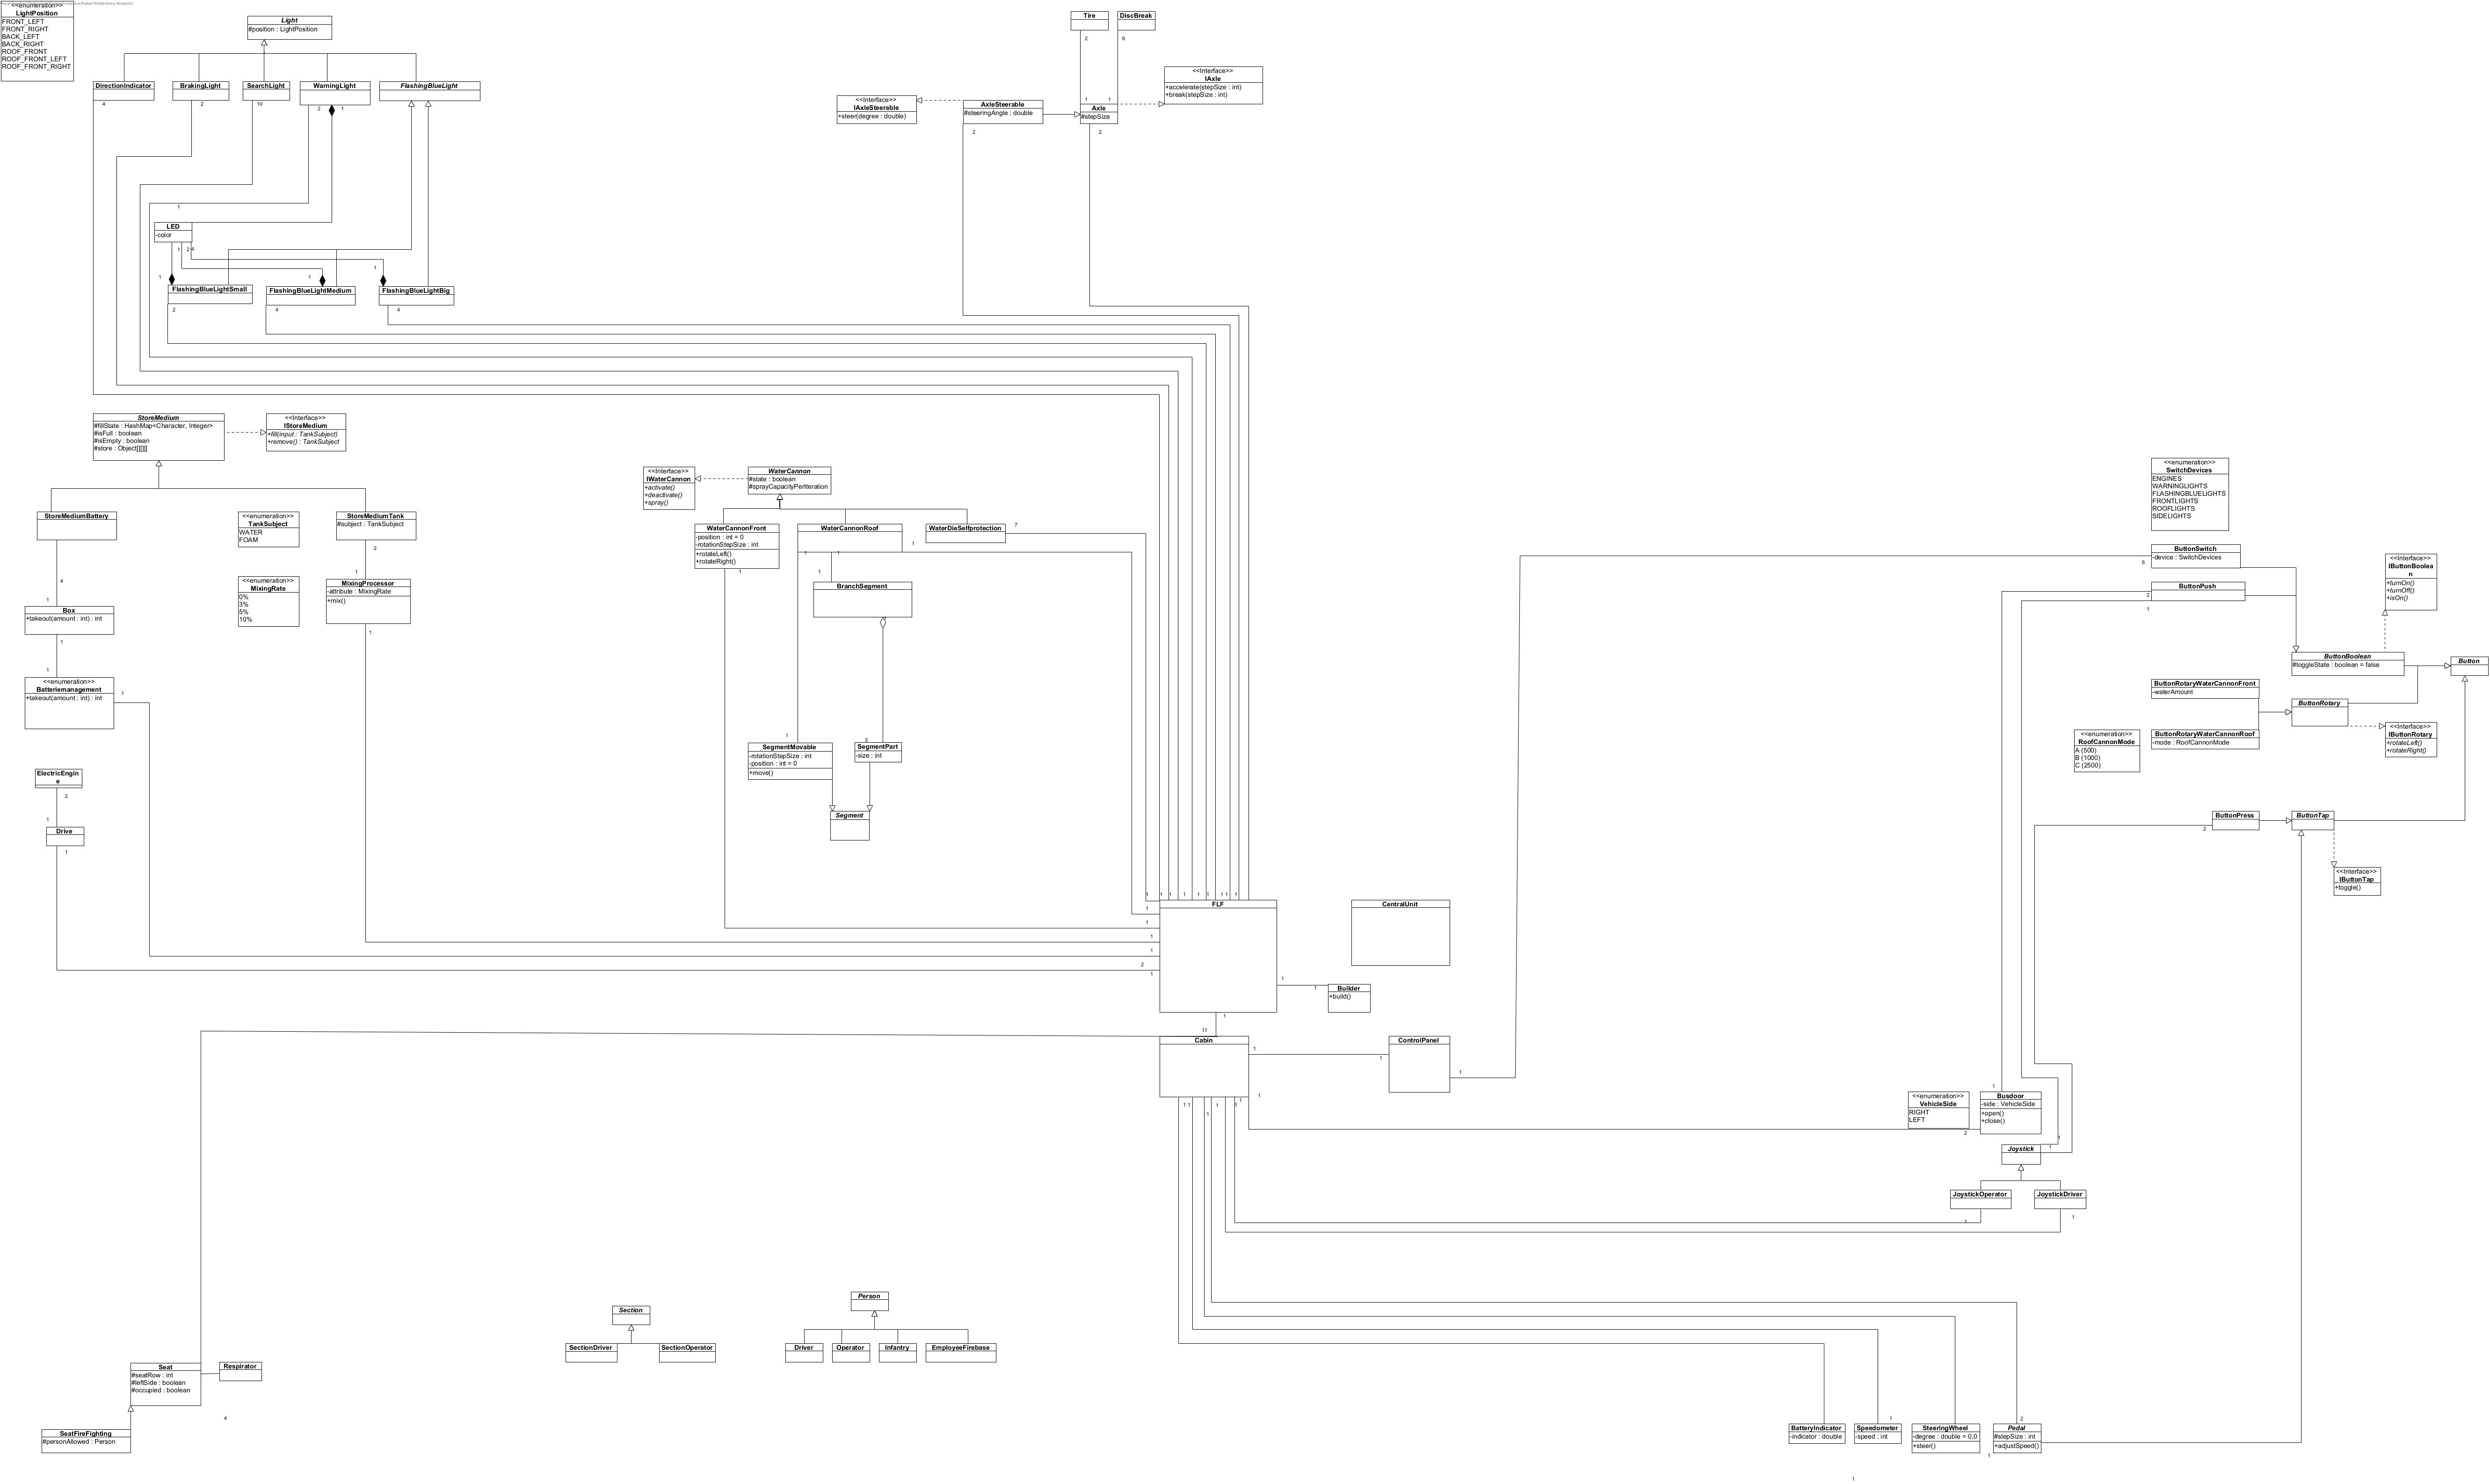 <<enumeration>>
LightPosition
FRONT_LEFT
FRONT_RIGHT
BACK_LEFT
BACK_RIGHT
ROOF_FRONT
ROOF_FRONT_LEFT
ROOF_FRONT_RIGHT
Light
#position : LightPosition
Tire
2
DiscBreak
6
DirectionIndicator
4
BrakingLight
2
SearchLight
10
WarningLight
2
1
FlashingBlueLight
<<Interface>>
IAxleSteerable
+steer(degree : double)
AxleSteerable
#steeringAngle : double
2
1
1
Axle
#stepSize
2
<<Interface>>
IAxle
+accelerate(stepSize : int)
+break(stepSize : int)
1
LED
-color
1
2
4
1
1
1
FlashingBlueLightSmall
2
FlashingBlueLightMedium
4
FlashingBlueLightBig
4
StoreMedium
#fillState : HashMap<Character, Integer>
#isFull : boolean
#isEmpty : boolean
#store : Object[][][]
<<Interface>>
IStoreMedium
+fill(input : TankSubject)
+remove() : TankSubject
StoreMediumBattery
4
<<enumeration>>
TankSubject
WATER
FOAM
StoreMediumTank
#subject : TankSubject
2
<<enumeration>>
MixingRate
0%
3%
5%
10%
1
MixingProcessor
-attribute : MixingRate
+mix()
1
1
Box
+takeout(amount : int) : int
1
1
<<enumeration>>
Batteriemanagement
+takeout(amount : int) : int
1
ElectricEngin
e
2
1
Drive
1
<<Interface>>
IWaterCannon
+activate()
+deactivate()
+spray()
WaterCannon
#state : boolean
#sprayCapacityPerIteration
WaterCannonFront
-position : int = 0
-rotationStepSize : int
+rotateLeft()
+rotateRight()
1
WaterCannonRoof
1
1
1
WaterDieSelfprotection
7
1
BranchSegment
1
SegmentMovable
-rotationStepSize : int
-position : int = 0
+move()
3
SegmentPart
-size : int
Segment
<<enumeration>>
SwitchDevices
ENGINES
WARNINGLIGHTS
FLASHINGBLUELIGHTS
FRONTLIGHTS
ROOFLIGHTS
SIDELIGHTS
ButtonSwitch
-device : SwitchDevices
6
ButtonPush
2
1
<<Interface>>
IButtonBoolea
n
+turnOn()
+turnOff()
+isOn()
ButtonBoolean
#toggleState : boolean = false
Button
ButtonRotaryWaterCannonFront
-waterAmount
ButtonRotary
<<Interface>>
IButtonRotary
+rotateLeft()
+rotateRight()
<<enumeration>>
RoofCannonMode
A (500)
B (1000)
C (2500)
ButtonRotaryWaterCannonRoof
-mode : RoofCannonMode
ButtonPress
2
ButtonTap
<<Interface>>
IButtonTap
+toggle()
1 1 1 1 1 1 1 1 1
1
1
1
1
2
1
FLF
1
1
CentralUnit
1
Builder
+build()
11
Cabin
1
1
ControlPanel
1
1
1 1
1
1
1
1
<<enumeration>>
VehicleSide
RIGHT
LEFT
1
Busdoor
-side : VehicleSide
+open()
+close()
2
1
1
Joystick
JoystickOperator
1
JoystickDriver
1
Section
SectionDriver
SectionOperator
Person
Driver
Operator
Infantry
EmployeeFirebase
Seat
#seatRow : int
#leftSide : boolean
#occupied : boolean
Respirator
4
SeatFireFighting
#personAllowed : Person
BatteryIndicator
-indicator : double
1
Speedometer
-speed : int
SteeringWheel
-degree : double = 0,0
+steer()
2
Pedal
#stepSize : int
+adjustSpeed()
1
1